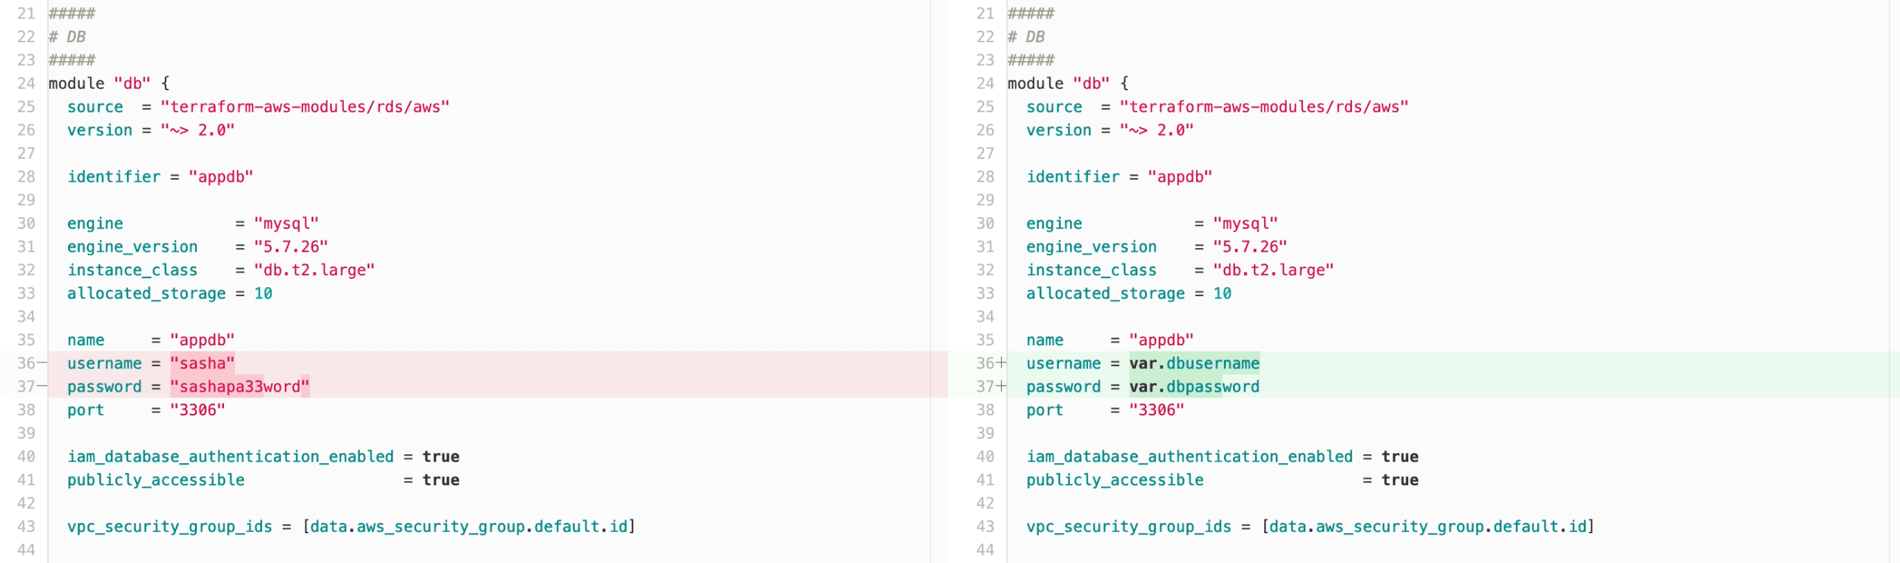 21 #####
22 # DB
23 #####
24 module "db" {
25   source  = "terraform-aws-modules/rds/aws"
26   version = "~> 2.0"
27
28   identifier = "appdb"
29
30   engine            = "mysql"
31   engine_version    = "5.7.26"
32   instance_class    = "db.t2.large"
33   allocated_storage = 10
34
35   name     = "appdb"
36−  username = "sasha"
37−  password = "sashapa33word"
38   port     = "3306"
39
40   iam_database_authentication_enabled = true
41   publicly_accessible                 = true
42
43   vpc_security_group_ids = [data.aws_security_group.default.id]
44
21 #####
22 # DB
23 #####
24 module "db" {
25   source  = "terraform-aws-modules/rds/aws"
26   version = "~> 2.0"
27
28   identifier = "appdb"
29
30   engine            = "mysql"
31   engine_version    = "5.7.26"
32   instance_class    = "db.t2.large"
33   allocated_storage = 10
34
35   name     = "appdb"
36+  username = var.dbusername
37+  password = var.dbpassword
38   port     = "3306"
39
40   iam_database_authentication_enabled = true
41   publicly_accessible                 = true
42
43   vpc_security_group_ids = [data.aws_security_group.default.id]
44